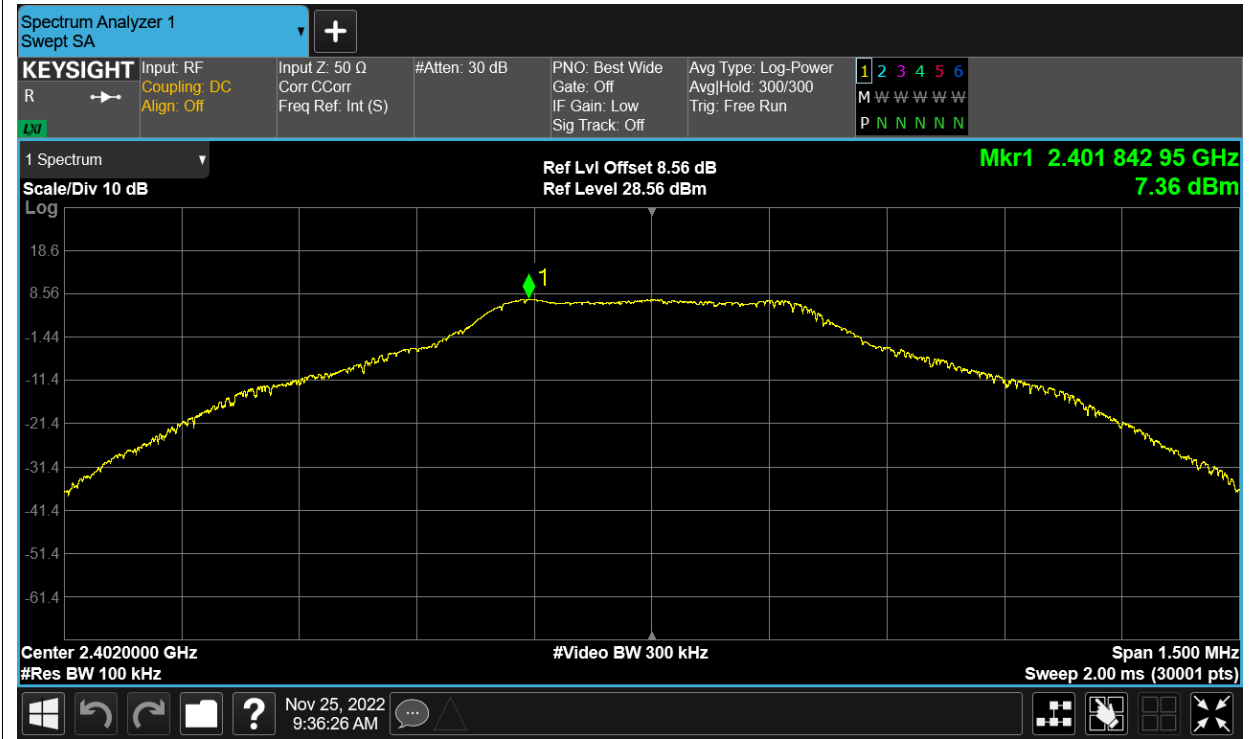 Spectrum Analyzer 1
Swept SA
+
KEYSIGHT
R
LXI
Input: RF
Coupling: DC
Align: Off
Input Z: 50 Ω
Corr CCorr
Freq Ref: Int (S)
#Atten: 30 dB
PNO: Best Wide
Gate: Off
IF Gain: Low
Sig Track: Off
Avg Type: Log-Power
Avg|Hold: 300/300
Trig: Free Run
1 2 3 4 5 6
M W W W W W
P N N N N N
1 Spectrum
Scale/Div 10 dB
Ref Lvl Offset 8.56 dB
Ref Level 28.56 dBm
Mkr1 2.401 842 95 GHz
7.36 dBm
Log
18.6
8.56
-1.44
-11.4
-21.4
-31.4
-41.4
-51.4
-61.4
1
Center 2.4020000 GHz
#Res BW 100 kHz
#Video BW 300 kHz
Span 1.500 MHz
Sweep 2.00 ms (30001 pts)
?
Nov 25, 2022
9:36:26 AM